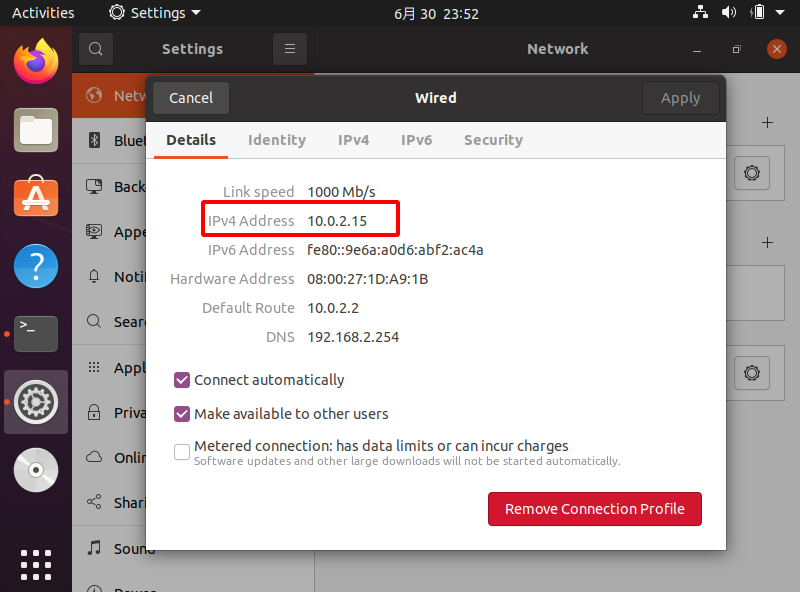 Activities Settings 6月 30 23:52
Settings Network
Cancel Wired Apply
Details Identity IPv4 IPv6 Security
Link speed 1000 Mb/s
IPv4 Address 10.0.2.15
IPv6 Address fe80::9e6a:a0d6:abf2:ac4a
Hardware Address 08:00:27:1D:A9:1B
Default Route 10.0.2.2
DNS 192.168.2.254
Connect automatically
Make available to other users
Metered connection: has data limits or can incur charges
Software updates and other large downloads will not be started automatically.
Remove Connection Profile
Netw
Bluet
Back
Appe
Notif
Sear
Appl
Priva
Onlin
Shari
Sound
Power